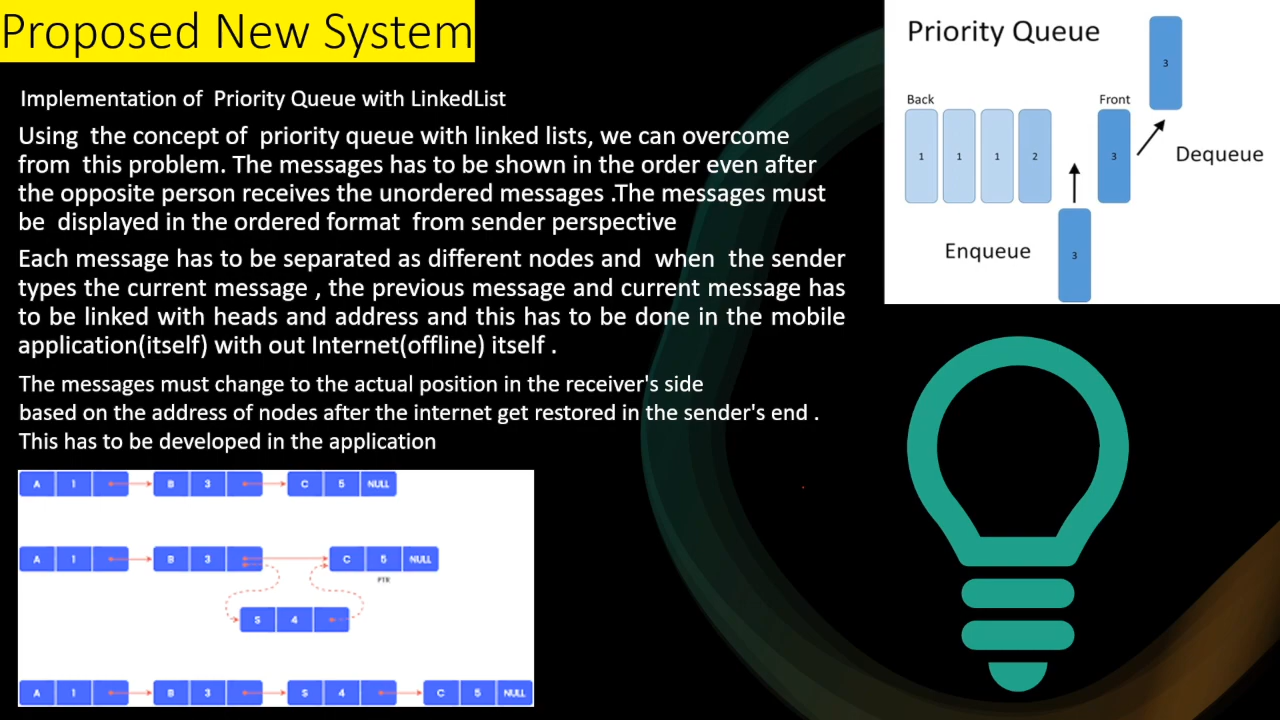 Proposed New System
Implementation of Priority Queue with LinkedList
Using the concept of priority queue with linked lists, we can overcome
from this problem. The messages has to be shown in the order even after
the opposite person receives the unordered messages .The messages must
be displayed in the ordered format from sender perspective
Each message has to be separated as different nodes and when the sender
types the current message , the previous message and current message has
to be linked with heads and address and this has to be done in the mobile
application(itself) with out Internet(offline) itself .
The messages must change to the actual position in the receiver's side
based on the address of nodes after the internet get restored in the sender's end .
This has to be developed in the application
A 1 B 3 C 5 NULL
A 1 B 3 C 5 NULL
PTR
S 4
A 1 B 3 S 4 C 5 NULL
Priority Queue
3
Back Front
1 1 1 2 3
Dequeue
Enqueue
3